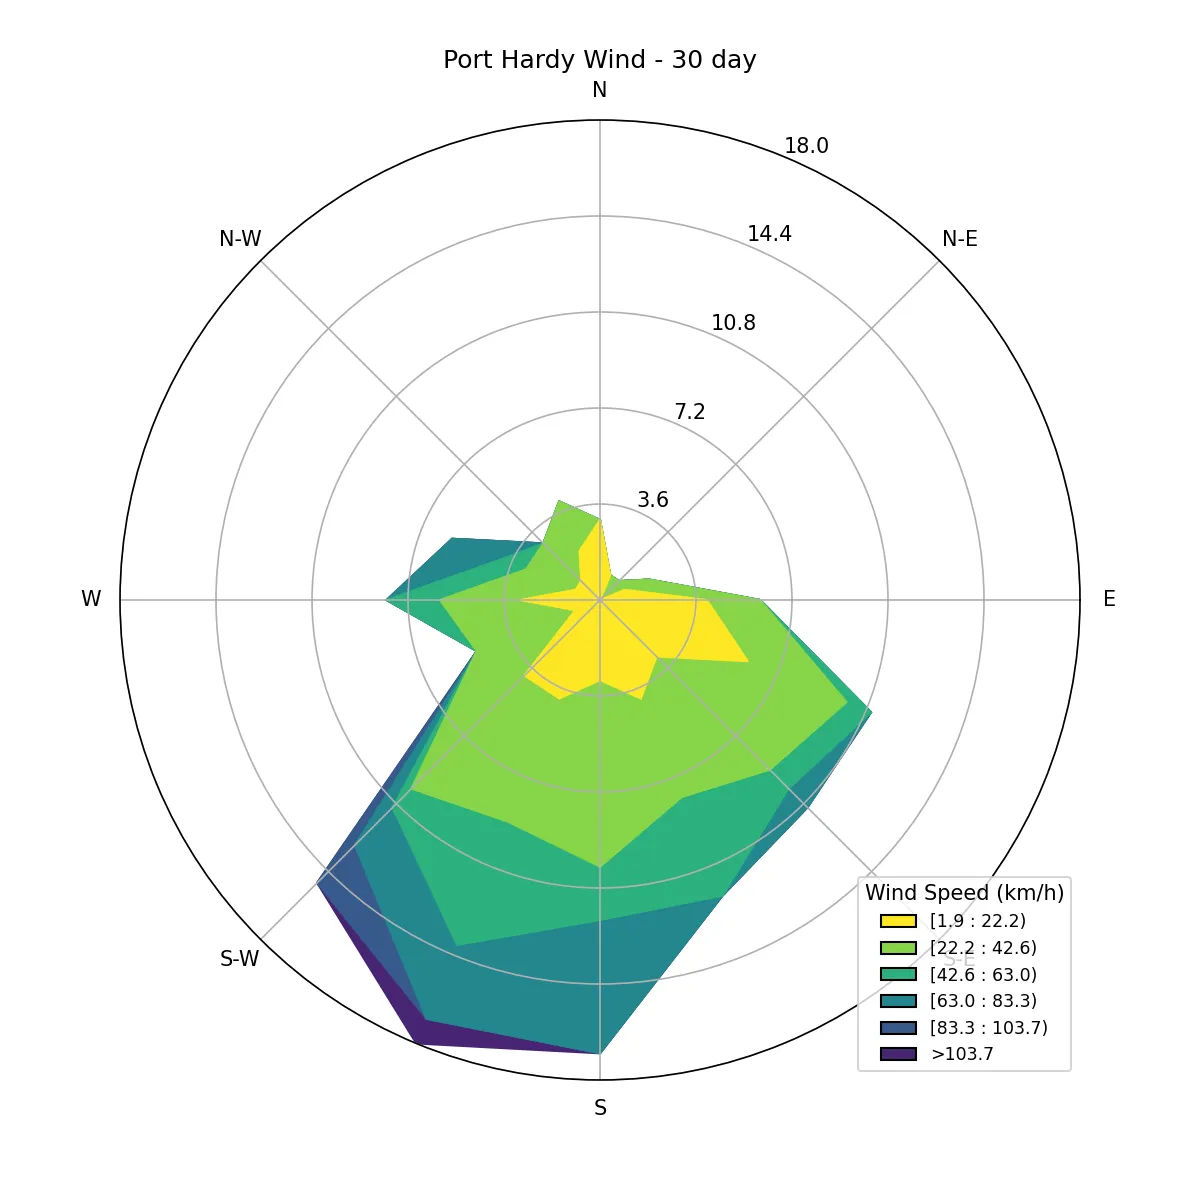 Port Hardy Wind - 30 day
N
18.0
14.4
N-W
N-E
10.8
7.2
3.6
W
E
Wind Speed (km/h)
[1.9 : 22.2)
[22.2 : 42.6)
S-W
S-E
[42.6 : 63.0)
[63.0 : 83.3)
[83.3 : 103.7)
>103.7
S